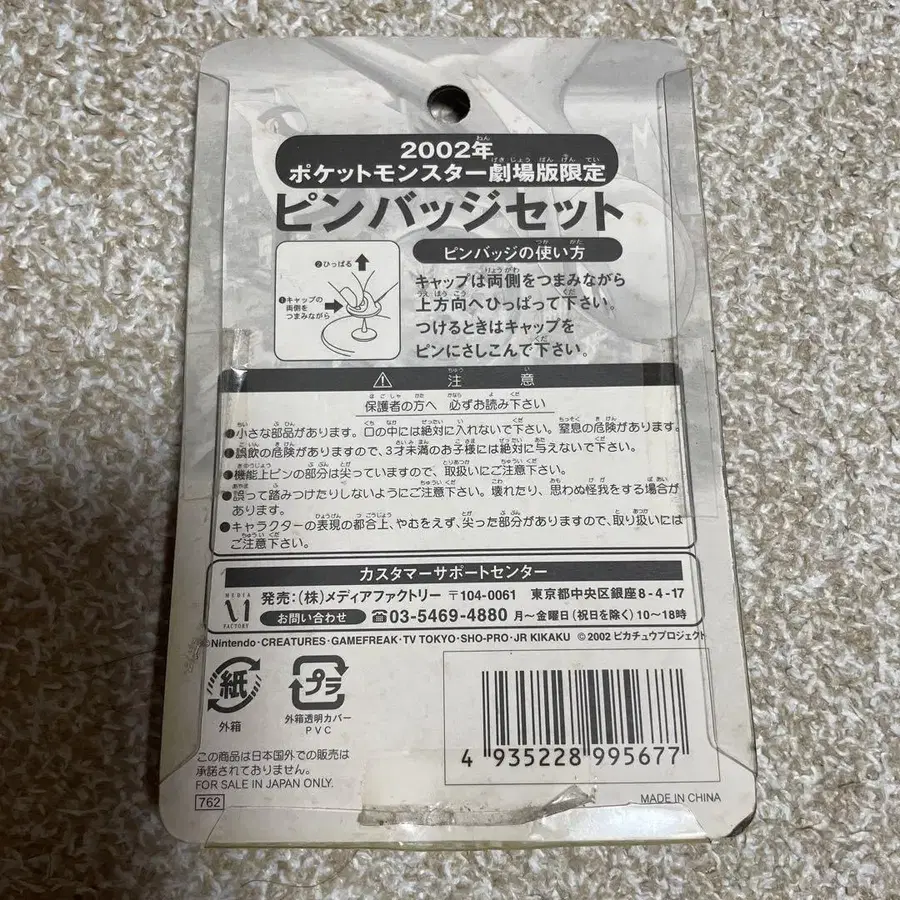 2002年
ポケットモンスター劇場版限定
ピンバッジセット
ピンバッジの使い方
❷ひっぱる
❶キャップの
両側を
つまみながら
キャップは両側をつまみながら
上方向へひっぱって下さい。
つけるときはキャップを
ピンにさしこんで下さい。
⚠ 注意
保護者の方へ 必ずお読み下さい
●小さな部品があります。口の中には絶対に入れないで下さい。窒息の危険があります。
●誤飲の危険がありますので、3才未満のお子様には絶対に与えないで下さい。
●機能上ピンの部分は尖っていますので、取扱いにご注意下さい。
●誤って踏みつけたりしないようにご注意下さい。壊れたり、思わぬ怪我をする場合が
あります。
●キャラクターの表現の都合上、やむをえず、尖った部分がありますので、取り扱いには
ご注意下さい。
カスタマーサポートセンター
MEDIA FACTORY
発売:(株)メディアファクトリー 〒104-0061 東京都中央区銀座8-4-17
お問い合わせ ☎03-5469-4880 月〜金曜日(祝日を除く)10〜18時
©Nintendo・CREATURES・GAMEFREAK・TV TOKYO・SHO-PRO・JR KIKAKU ©2002 ピカチュウプロジェクト
紙
外箱
プラ
外箱透明カバー
PVC
4 935228 995677
この商品は日本国外での販売は
承諾されておりません。
FOR SALE IN JAPAN ONLY.
762
MADE IN CHINA